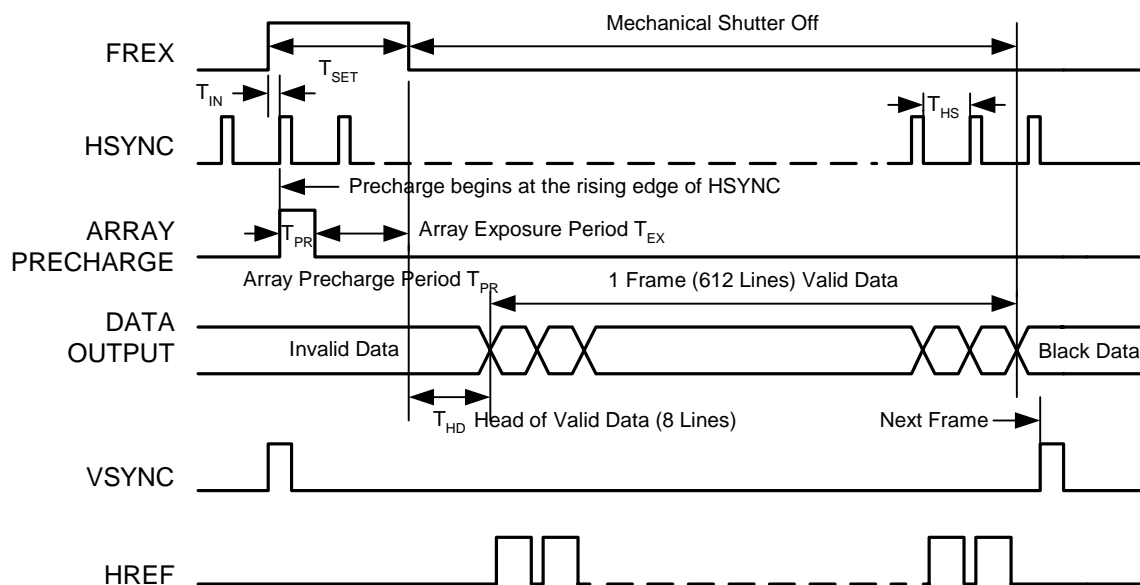 Mechanical Shutter Off
FREX
T_SET
T_IN
T_HS
HSYNC
Precharge begins at the rising edge of HSYNC
ARRAY
PRECHARGE
T_PR
Array Exposure Period T_EX
Array Precharge Period T_PR
1 Frame (612 Lines) Valid Data
DATA
OUTPUT
Invalid Data
Black Data
T_HD Head of Valid Data (8 Lines)
Next Frame
VSYNC
HREF